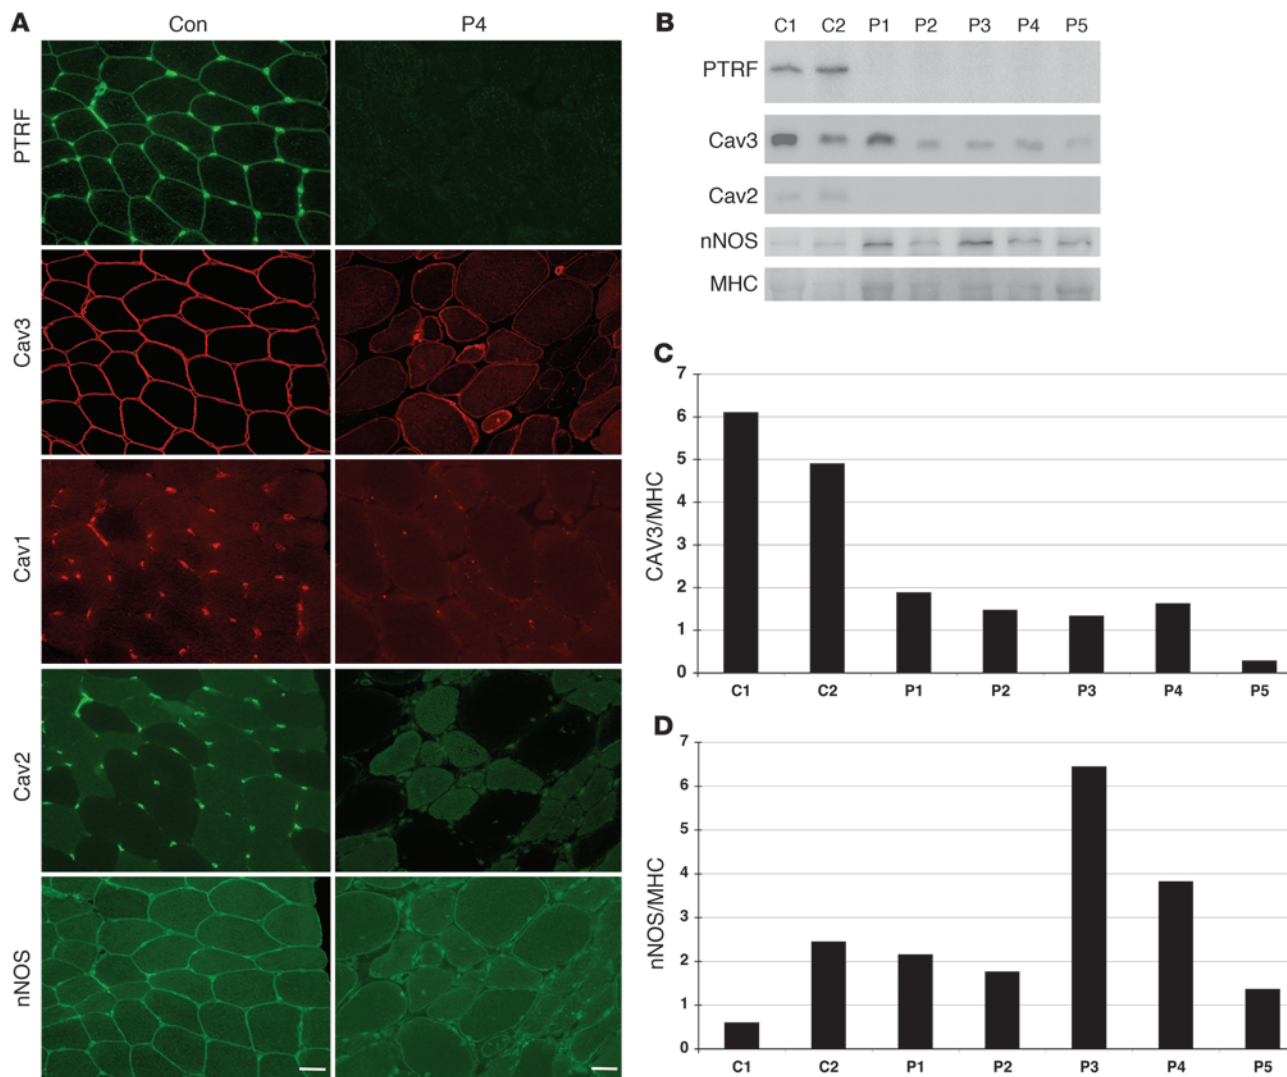 A
Con
P4
PTRF
Cav3
Cav1
Cav2
nNOS
B
C1 C2 P1 P2 P3 P4 P5
PTRF
Cav3
Cav2
nNOS
MHC
C
CAV3/MHC
7
6
5
4
3
2
1
0
C1 C2 P1 P2 P3 P4 P5
D
nNOS/MHC
7
6
5
4
3
2
1
0
C1 C2 P1 P2 P3 P4 P5